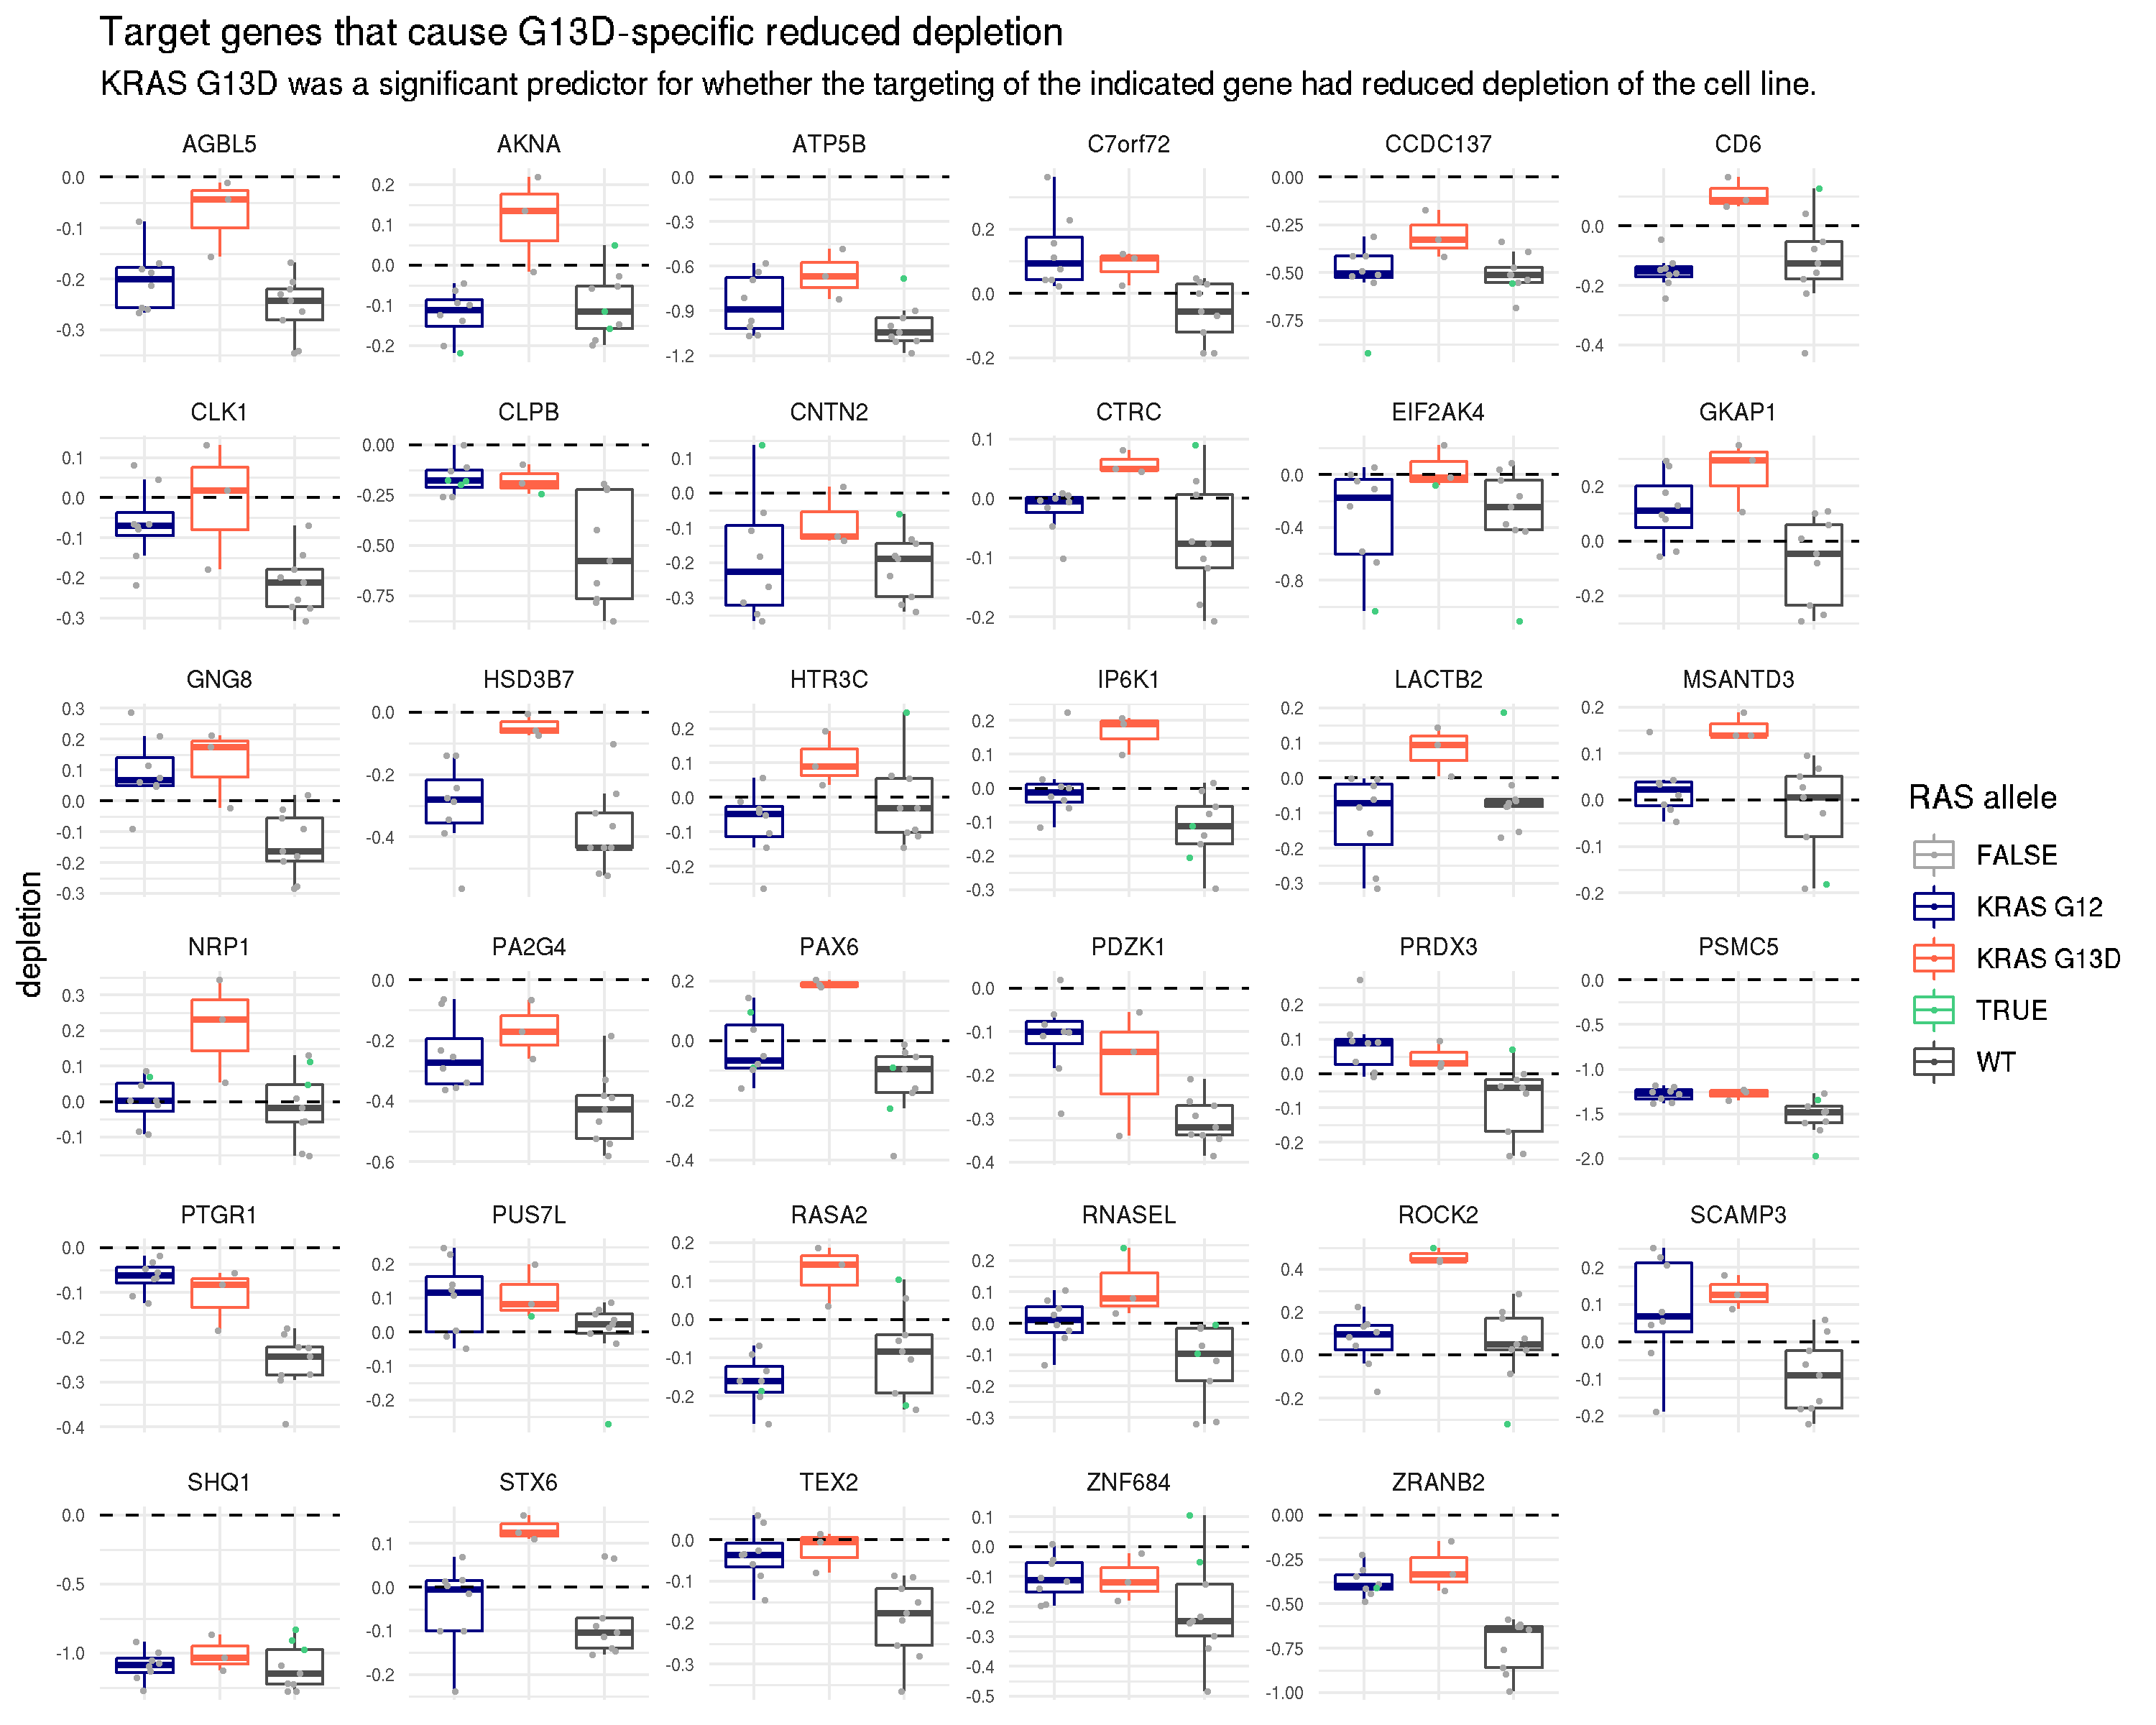 Target genes that cause G13D-specific reduced depletion
KRAS G13D was a significant predictor for whether the targeting of the indicated gene had reduced depletion of the cell line.
AGBL5 AKNA ATP5B C7orf72 CCDC137 CD6
0.0 -0.1 -0.2 -0.3
0.2 0.1 0.0 -0.1 -0.2
0.0 -0.3 -0.6 -0.9 -1.2
0.2 0.0 -0.2
0.00 -0.25 -0.50 -0.75
0.0 -0.2 -0.4
CLK1 CLPB CNTN2 CTRC EIF2AK4 GKAP1
0.1 0.0 -0.1 -0.2 -0.3
0.00 -0.25 -0.50 -0.75
0.1 0.0 -0.1 -0.2 -0.3
0.1 0.0 -0.1 -0.2
0.0 -0.4 -0.8
0.2 0.0 -0.2
GNG8 HSD3B7 HTR3C IP6K1 LACTB2 MSANTD3
0.3 0.2 0.1 0.0 -0.1 -0.2 -0.3
0.0 -0.2 -0.4
0.2 0.1 0.0 -0.1 -0.2
0.2 0.1 0.0 -0.1 -0.2 -0.3
0.2 0.1 0.0 -0.1 -0.2 -0.3
0.2 0.1 0.0 -0.1 -0.2
NRP1 PA2G4 PAX6 PDZK1 PRDX3 PSMC5
0.3 0.2 0.1 0.0 -0.1
0.0 -0.2 -0.4 -0.6
0.2 0.0 -0.2 -0.4
0.0 -0.1 -0.2 -0.3 -0.4
0.2 0.1 0.0 -0.1 -0.2
0.0 -0.5 -1.0 -1.5 -2.0
PTGR1 PUS7L RASA2 RNASEL ROCK2 SCAMP3
0.0 -0.1 -0.2 -0.3 -0.4
0.2 0.1 0.0 -0.1 -0.2
0.2 0.1 0.0 -0.1 -0.2
0.2 0.1 0.0 -0.1 -0.2 -0.3
0.4 0.2 0.0 -0.2
0.2 0.1 0.0 -0.1 -0.2
SHQ1 STX6 TEX2 ZNF684 ZRANB2
0.0 -0.5 -1.0
0.1 0.0 -0.1 -0.2
0.0 -0.1 -0.2 -0.3
0.1 0.0 -0.1 -0.2 -0.3 -0.4 -0.5
0.00 -0.25 -0.50 -0.75 -1.00
depletion
RAS allele
FALSE
KRAS G12
KRAS G13D
TRUE
WT